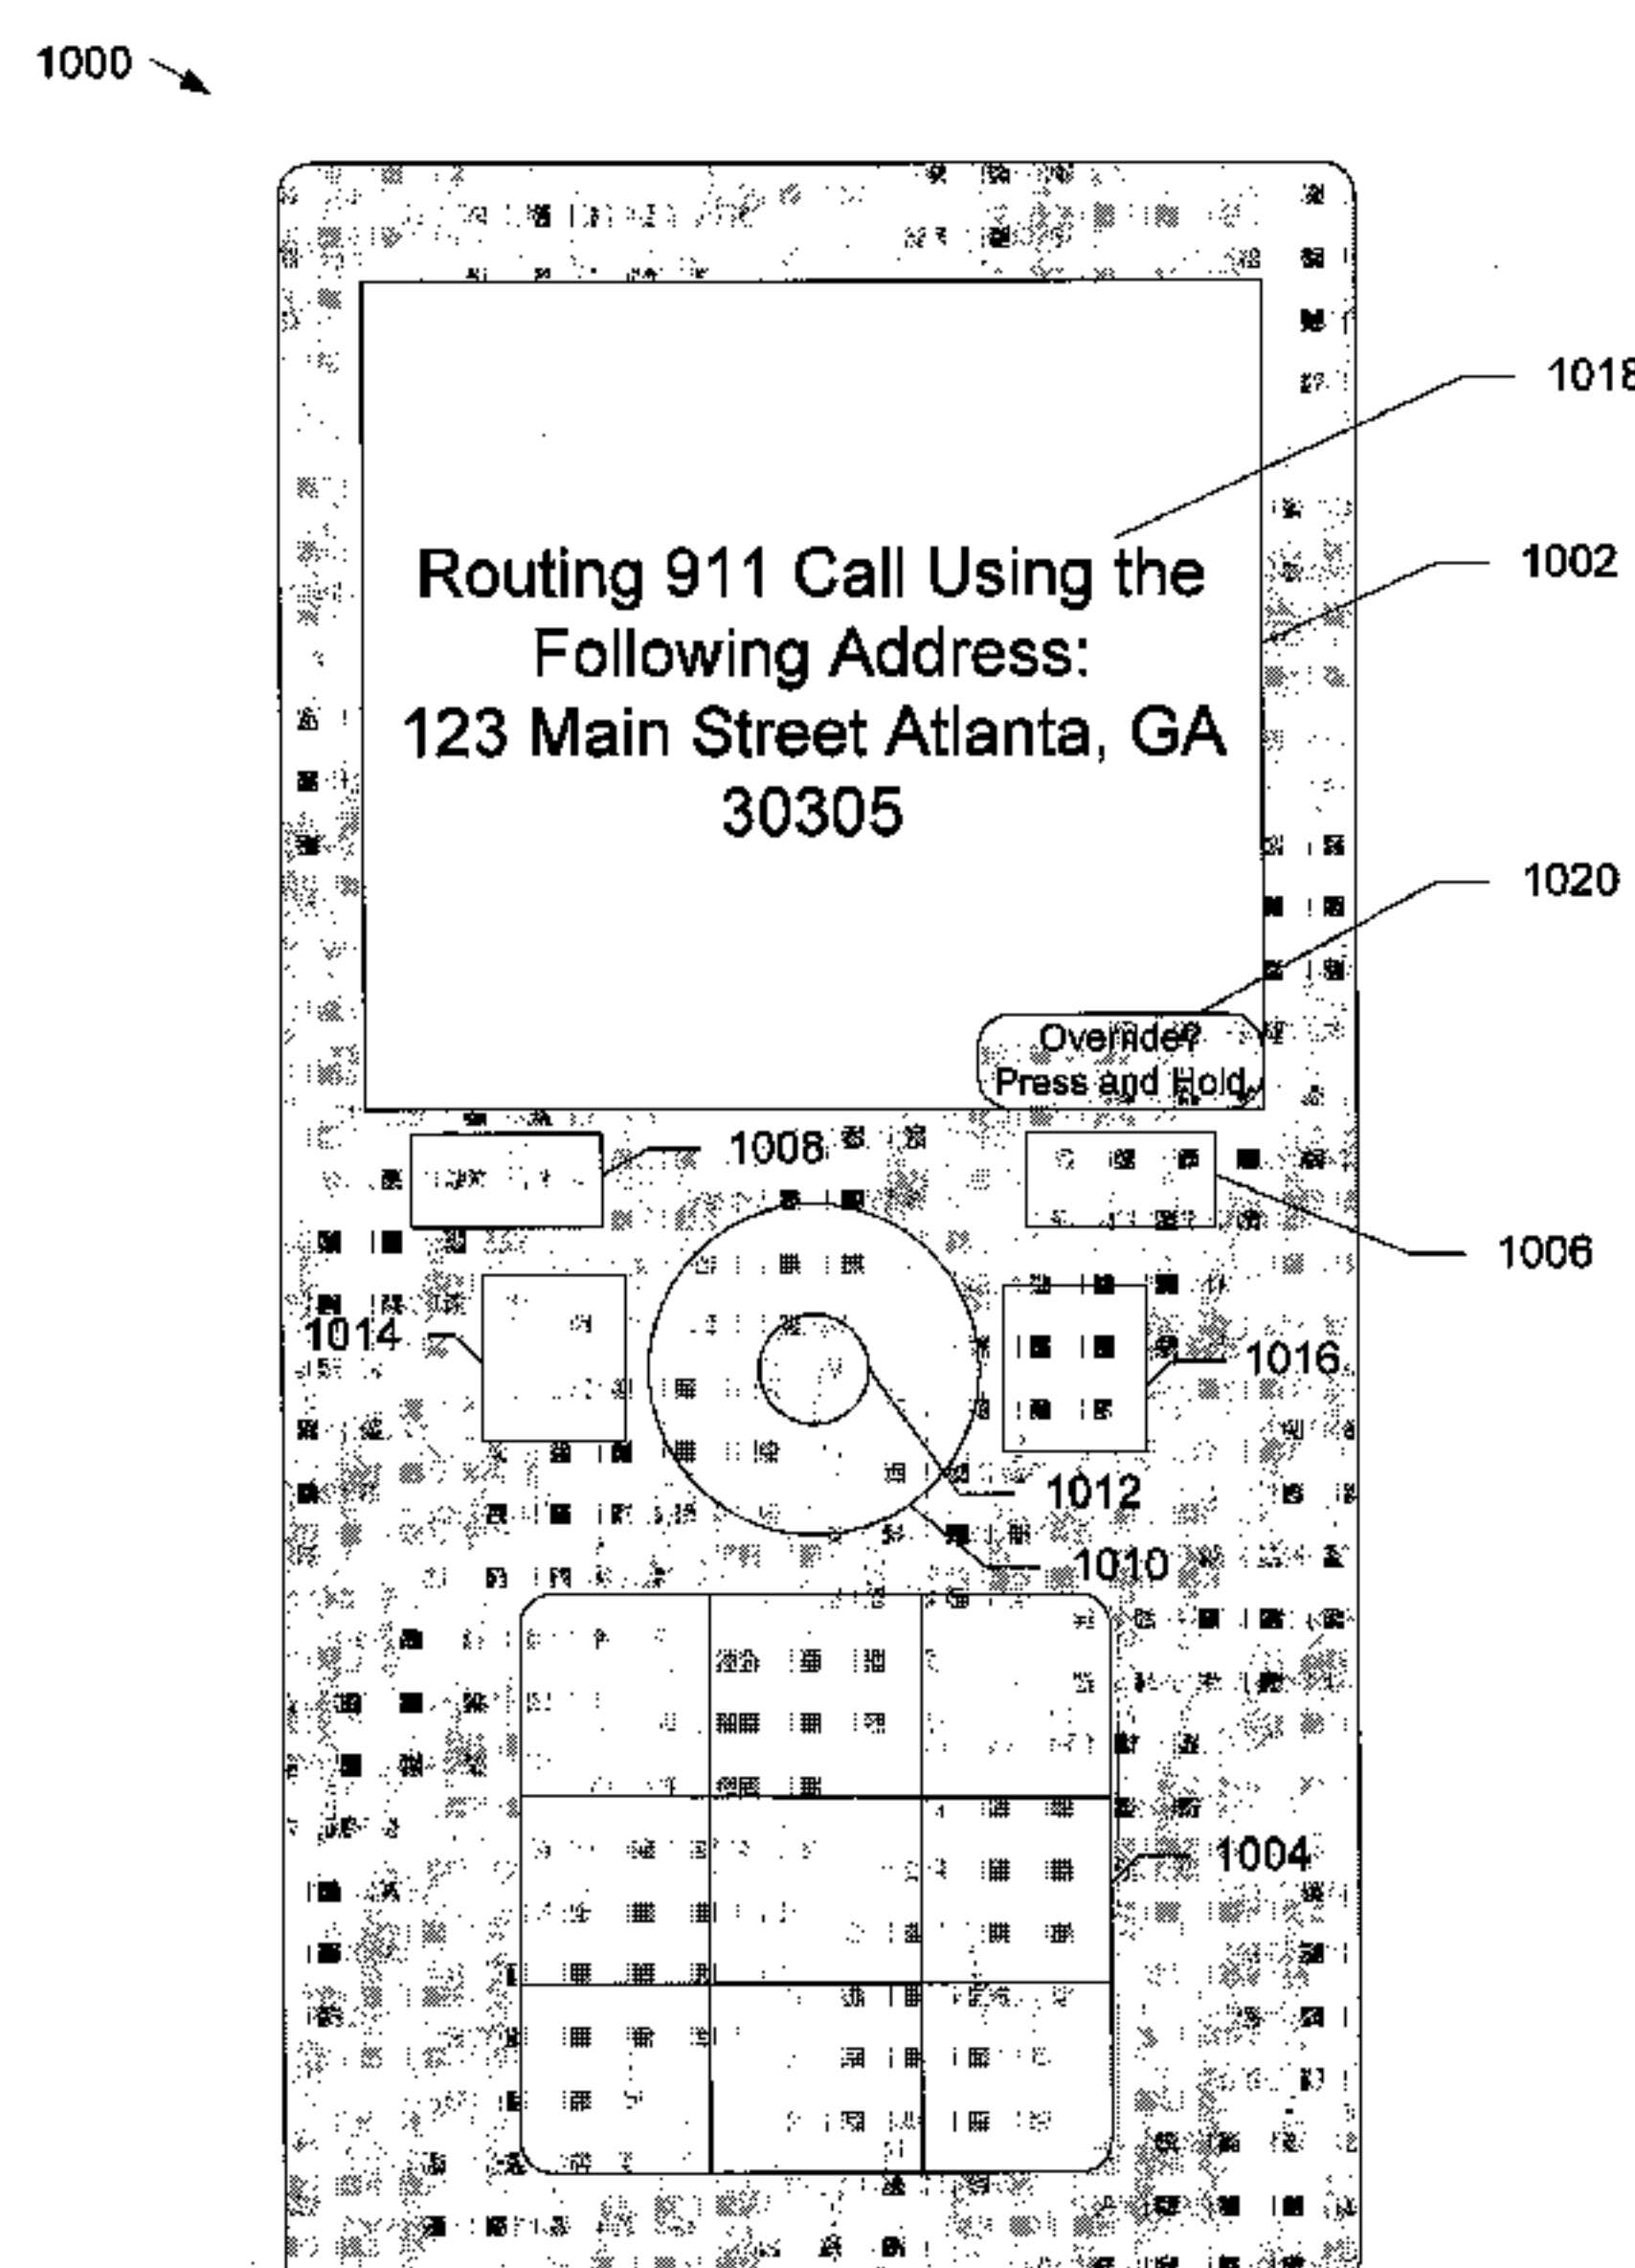 1000
1018
Routing 911 Call Using the
Following Address:
123 Main Street Atlanta, GA
30305
1002
1020
Override?
Press and Hold
1008
1006
1014
1016
1012
1010
1004